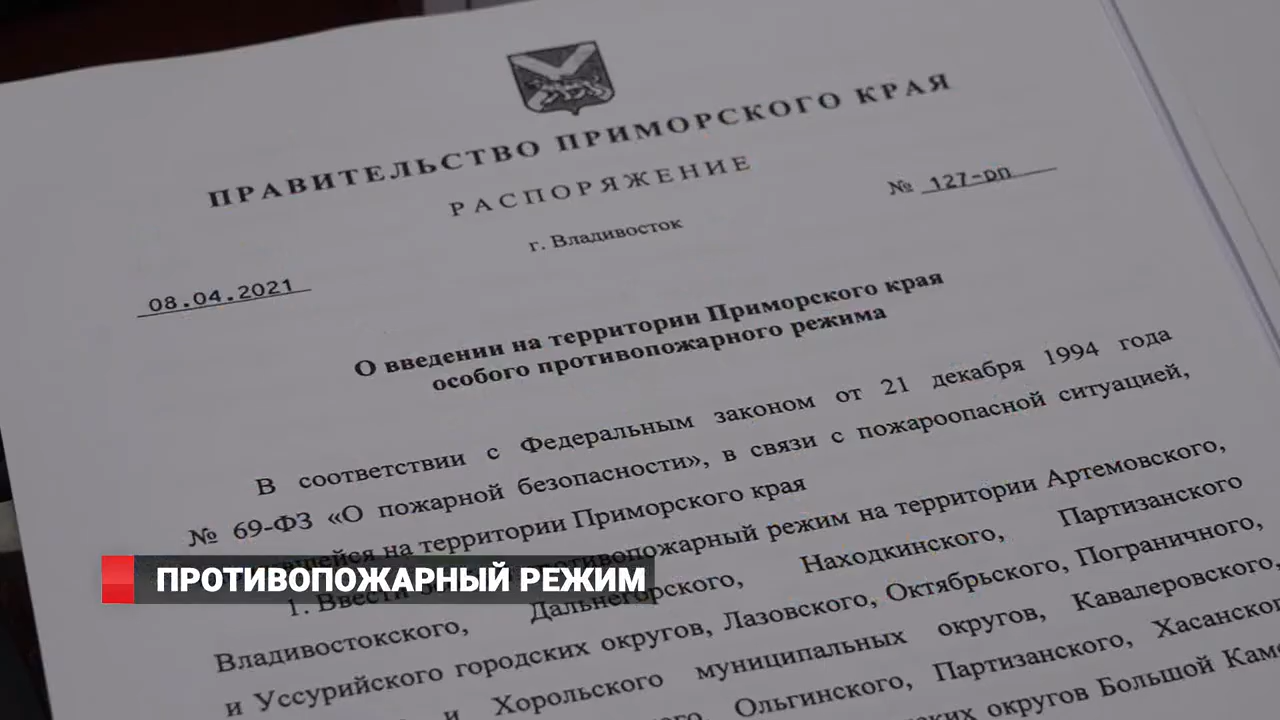 ПРАВИТЕЛЬСТВО ПРИМОРСКОГО КРАЯ
РАСПОРЯЖЕНИЕ
г. Владивосток
№ 127-рп
08.04.2021
О введении на территории Приморского края
особого противопожарного режима
В соответствии с Федеральным законом от 21 декабря 1994 года
№ 69-ФЗ «О пожарной безопасности», в связи с пожароопасной ситуацией,
на территории Приморского края
1. Ввести противопожарный режим на территории Артемовского,
Владивостокского, Дальнегорского, Находкинского, Партизанского
и Уссурийского городских округов, Лазовского, Октябрьского, Пограничного,
и Хорольского муниципальных округов, Кавалеровского,
Ольгинского, Партизанского,
округов Большой
ПРОТИВОПОЖАРНЫЙ РЕЖИМ